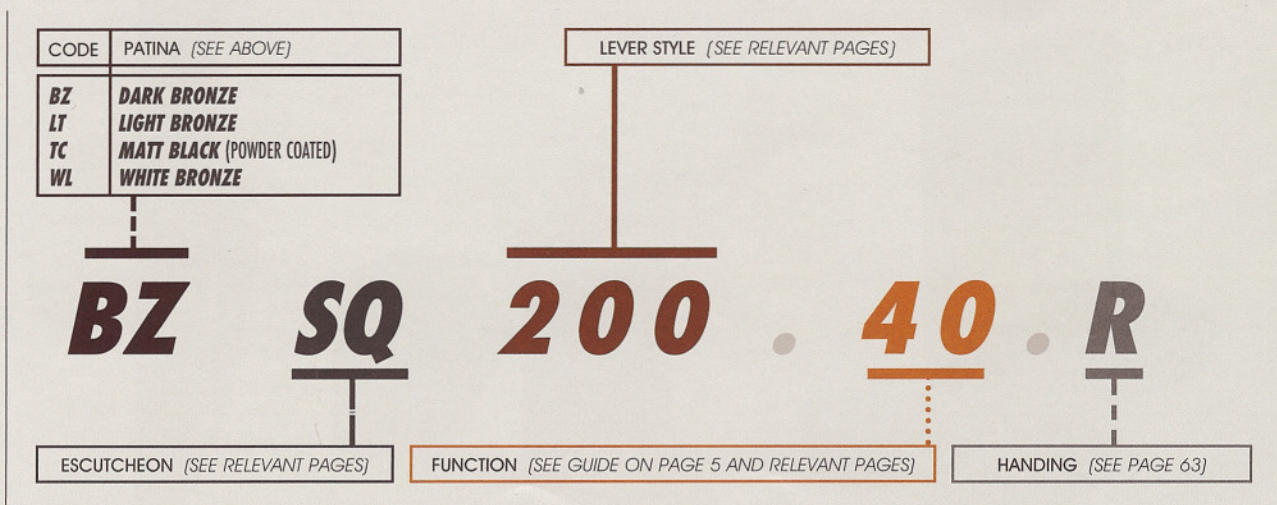 CODE PATINA (SEE ABOVE)
LEVER STYLE (SEE RELEVANT PAGES)
BZ DARK BRONZE
LT LIGHT BRONZE
TC MATT BLACK (POWDER COATED)
WL WHITE BRONZE
BZ SQ 200 . 40 . R
ESCUTCHEON (SEE RELEVANT PAGES)
FUNCTION (SEE GUIDE ON PAGE 5 AND RELEVANT PAGES)
HANDING (SEE PAGE 63)